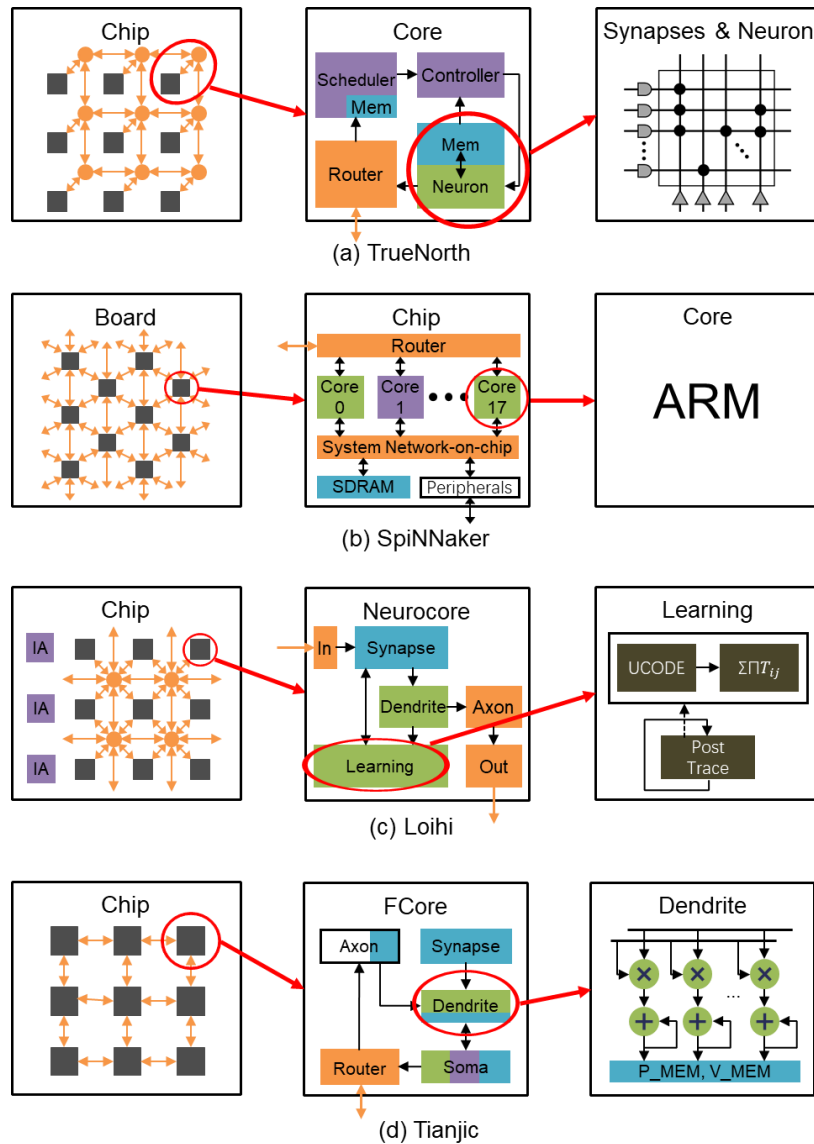 Chip
Core
Synapses & Neuron
Scheduler
Controller
Mem
Mem
Router
Neuron
(a) TrueNorth
Board
Chip
Core
Router
Core
0
Core
1
Core
17
ARM
System Network-on-chip
SDRAM
Peripherals
(b) SpiNNaker
Chip
Neurocore
Learning
IA
In
Synapse
UCODE
ΣΠT_{ij}
IA
Dendrite
Axon
Post
Trace
IA
Learning
Out
(c) Loihi
Chip
FCore
Dendrite
Axon
Synapse
Dendrite
...
Router
Soma
P_MEM, V_MEM
(d) Tianjic